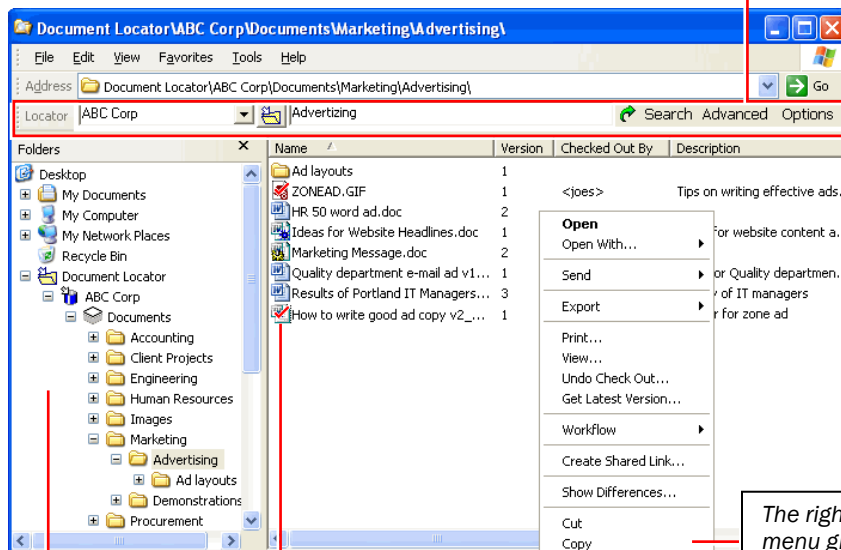 Document Locator\ABC Corp\Documents\Marketing\Advertising\
File Edit View Favorites Tools Help
Address Document Locator\ABC Corp\Documents\Marketing\Advertising\ Go
Locator ABC Corp Advertizing Search Advanced Options
Folders x Name Version Checked Out By Description
Desktop
My Documents
My Computer
My Network Places
Recycle Bin
Document Locator
ABC Corp
Documents
Accounting
Client Projects
Engineering
Human Resources
Images
Marketing
Advertising
Ad layouts
Demonstrations
Procurement
Ad layouts 1
ZONEAD.GIF 1 <joes> Tips on writing effective ads.
HR 50 word ad.doc 2
Ideas for Website Headlines.doc 1 for website content a.
Marketing Message.doc 2
Quality department e-mail ad v1... 1 or Quality departmen.
Results of Portland IT Managers... 3 of IT managers
How to write good ad copy v2_... 1 r for zone ad
Open
Open With...
Send
Export
Print...
View...
Undo Check Out...
Get Latest Version...
Workflow
Create Shared Link...
Show Differences...
Cut
Copy
The righ
menu g